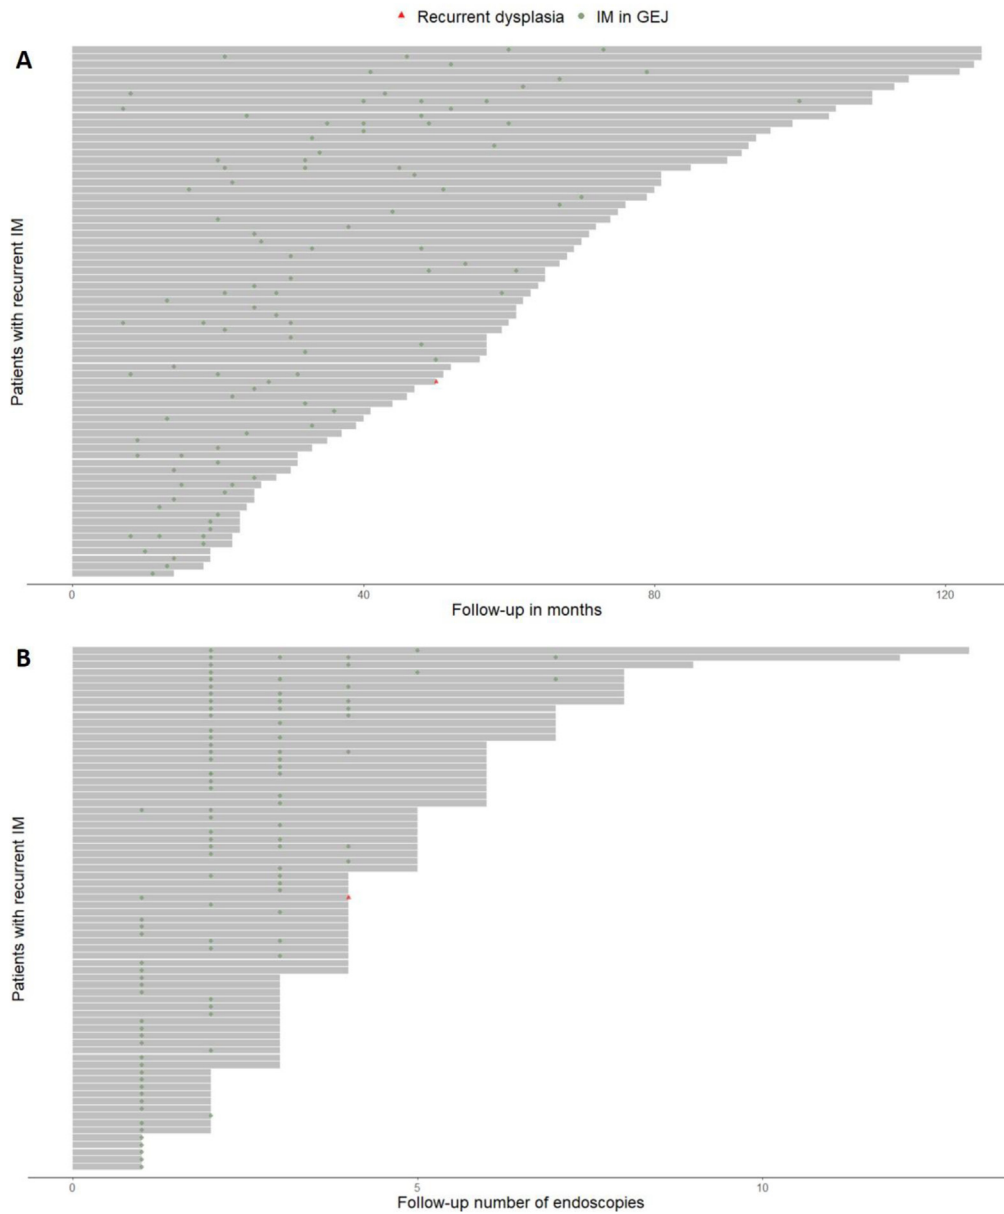 Recurrent dysplasia IM in GEJ
A
Patients with recurrent IM
0 40 80 120
Follow-up in months
B
Patients with recurrent IM
0 5 10
Follow-up number of endoscopies